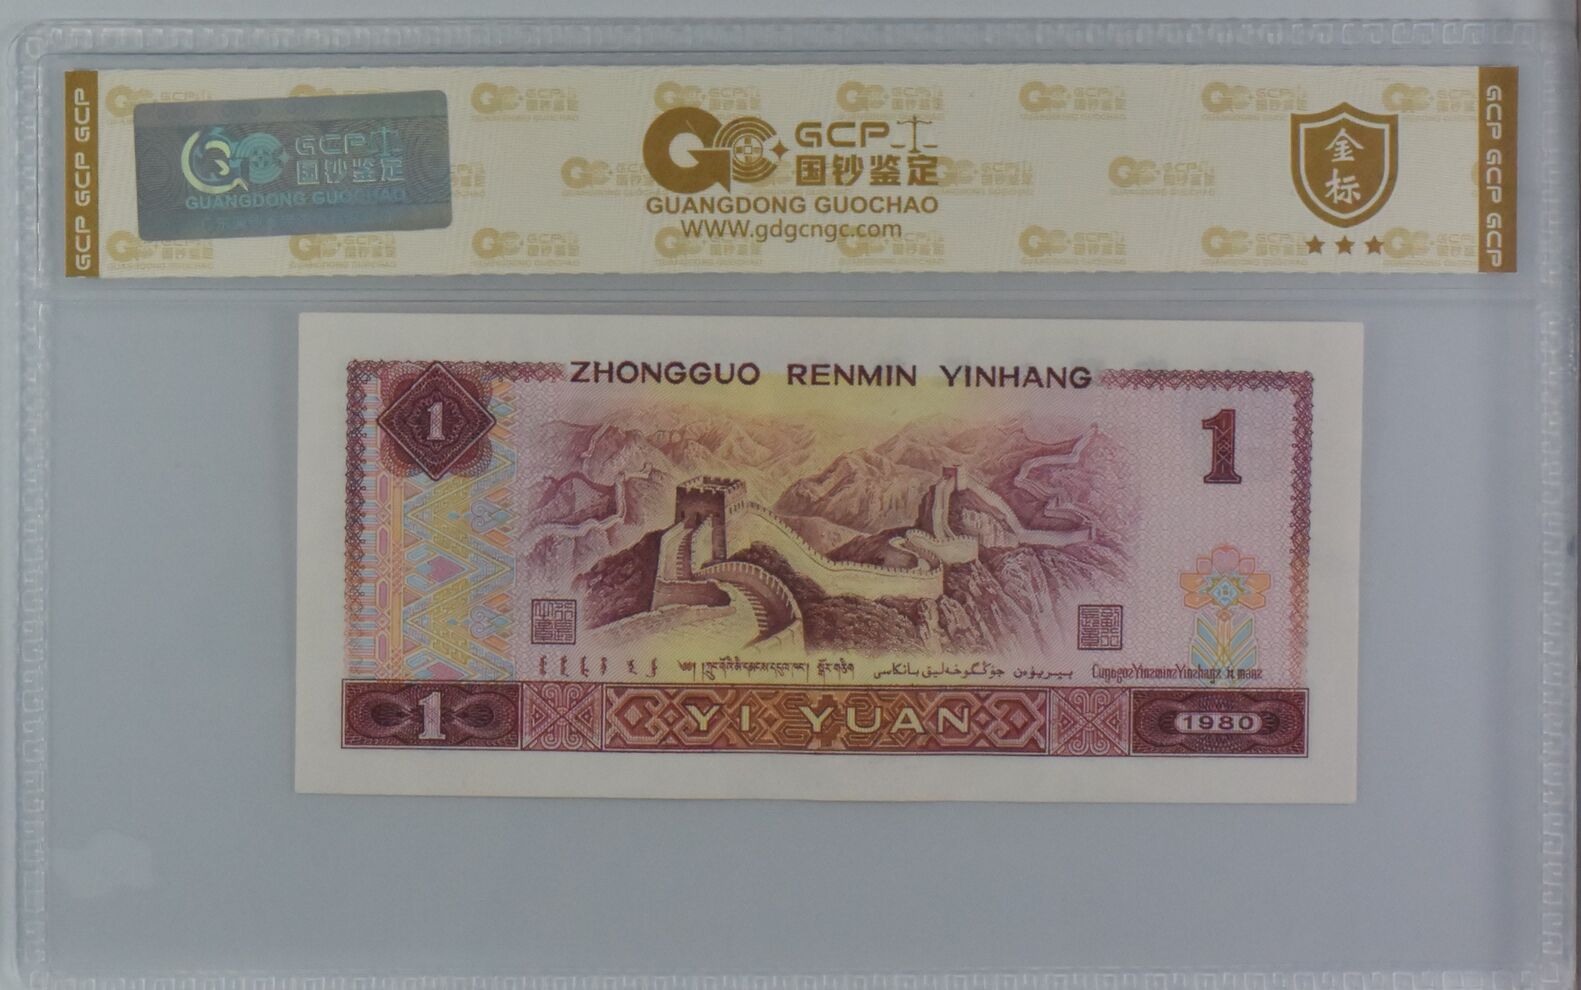 GCP GCP GCP
GCP 国钞鉴定
GUANGDONG GUOCHAO
GCP
国钞鉴定
GUANGDONG GUOCHAO
WWW.gdgcngc.com
金标
GCP GCP GCP
ZHONGGUO RENMIN YINHANG
1
1
1
YI YUAN
1980